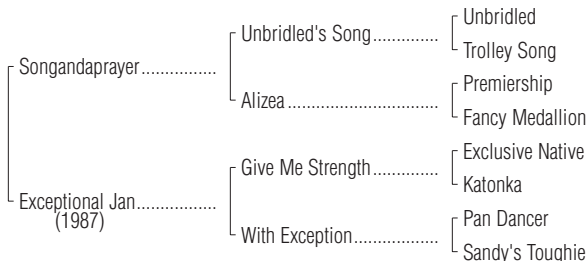 Unbridled
Unbridled's Song..............
Trolley Song
Songandaprayer................
Premiership
Alizea................................
Fancy Medallion
Exclusive Native
Give Me Strength..............
Katonka
Exceptional Jan.................
(1987)
Pan Dancer
With Exception..................
Sandy's Toughie